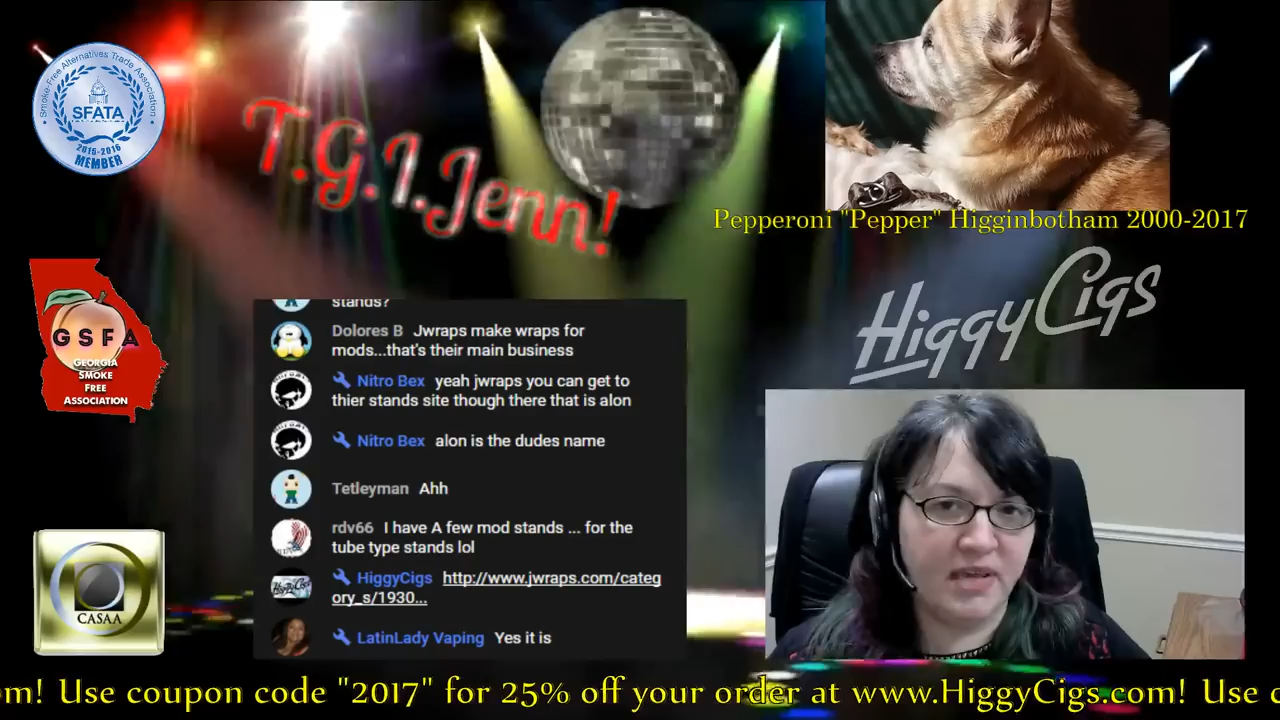 Smoke-Free Alternatives Trade Association
SFATA
2015-2016
MEMBER
T.G.I.Jenn!
Pepperoni "Pepper" Higginbotham 2000-2017
HiggyCigs
GSFA
GEORGIA
SMOKE
FREE
ASSOCIATION
stands?
Dolores B Jwraps make wraps for
mods...that's their main business
Nitro Bex yeah jwraps you can get to
thier stands site though there that is alon
Nitro Bex alon is the dudes name
Tetleyman Ahh
rdv66 I have A few mod stands ... for the
tube type stands lol
HiggyCigs http://www.jwraps.com/categ
ory_s/1930...
LatinLady Vaping Yes it is
CASAA
om! Use coupon code "2017" for 25% off your order at www.HiggyCigs.com! Use c